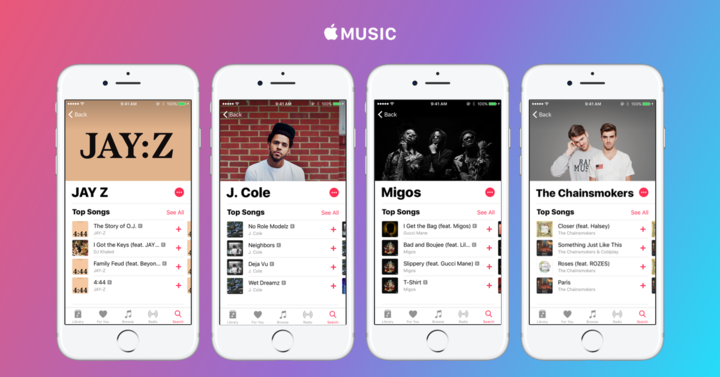 MUSIC
9:41 AM
100%
Back
JAY:Z
JAY Z
Top Songs
See All
The Story of O.J.
JAY-Z
I Got the Keys (feat. JAY...
DJ Khaled
Family Feud (feat. Beyon...
JAY-Z
4:44
4:44
JAY-Z
Library
For You
Browse
Radio
Search
9:41 AM
100%
Back
J. Cole
Top Songs
See All
No Role Modelz
J. Cole
Neighbors
J. Cole
Deja Vu
J. Cole
Wet Dreamz
J. Cole
Library
For You
Browse
Radio
Search
9:41 AM
100%
Back
Migos
Top Songs
See All
I Get the Bag (feat. Migos)
Gucci Mane
Bad and Boujee (feat. Lil...
Migos
Slippery (feat. Gucci Mane)
Migos
T-Shirt
Migos
Library
For You
Browse
Radio
Search
9:41 AM
100%
Back
The Chainsmokers
Top Songs
See All
Closer (feat. Halsey)
The Chainsmokers
Something Just Like This
The Chainsmokers & Coldplay
Roses (feat. ROZES)
The Chainsmokers
Paris
The Chainsmokers
Library
For You
Browse
Radio
Search